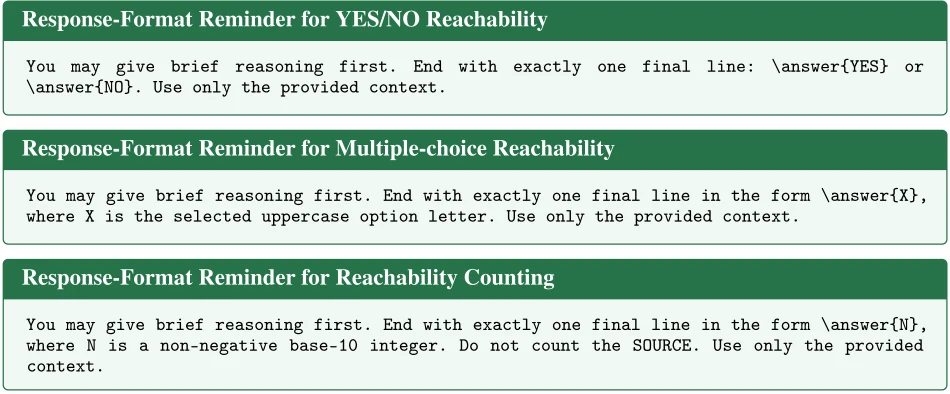 Response-Format Reminder for YES/NO Reachability
You may give brief reasoning first. End with exactly one final line: \answer{YES} or
\answer{NO}. Use only the provided context.
Response-Format Reminder for Multiple-choice Reachability
You may give brief reasoning first. End with exactly one final line in the form \answer{X},
where X is the selected uppercase option letter. Use only the provided context.
Response-Format Reminder for Reachability Counting
You may give brief reasoning first. End with exactly one final line in the form \answer{N},
where N is a non-negative base-10 integer. Do not count the SOURCE. Use only the provided
context.